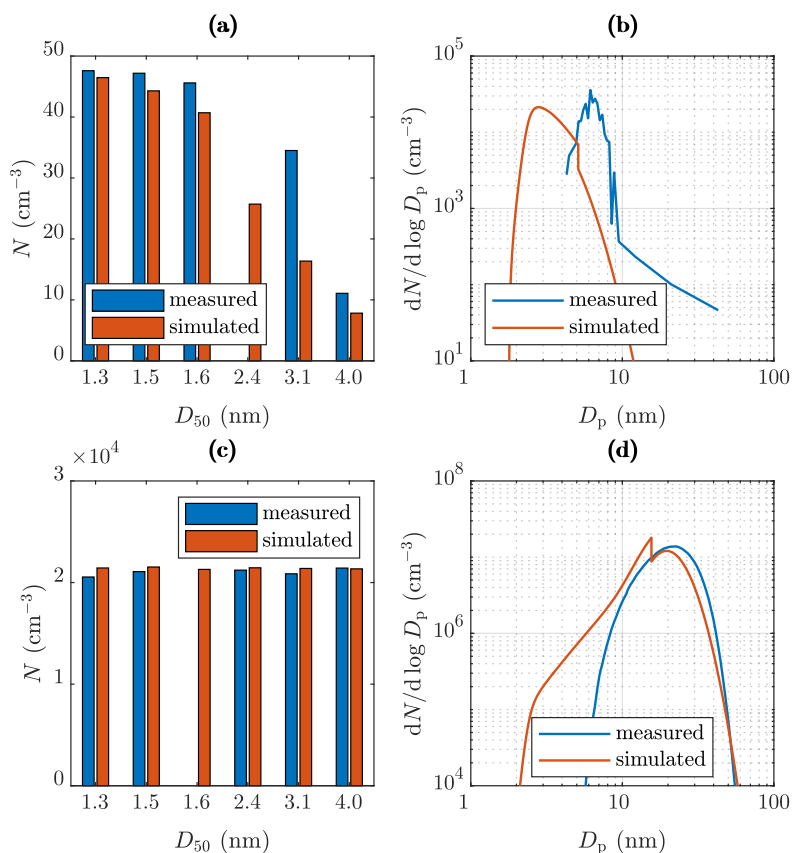 (a)
50
40
30
20
10
0
N (cm⁻³)
measured
simulated
1.3 1.5 1.6 2.4 3.1 4.0
D₅₀ (nm)
(b)
10⁵
10³
10¹
dN/d log Dₚ (cm⁻³)
measured
simulated
1 10 100
Dₚ (nm)
(c)
×10⁴
3
2
1
0
N (cm⁻³)
measured
simulated
1.3 1.5 1.6 2.4 3.1 4.0
D₅₀ (nm)
(d)
10⁸
10⁶
10⁴
dN/d log Dₚ (cm⁻³)
measured
simulated
1 10 100
Dₚ (nm)